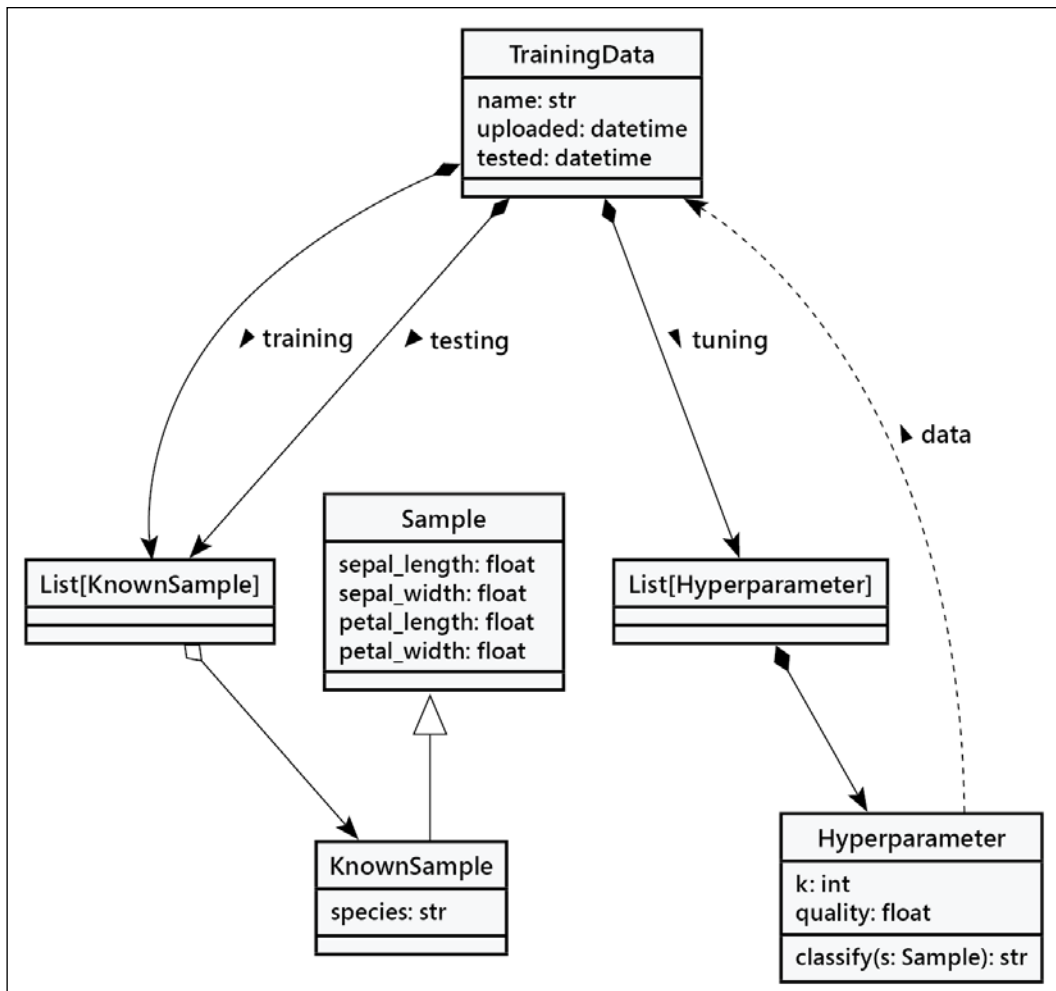 TrainingData
name: str
uploaded: datetime
tested: datetime
training
testing
tuning
data
Sample
sepal_length: float
sepal_width: float
petal_length: float
petal_width: float
List[KnownSample]
List[Hyperparameter]
KnownSample
species: str
Hyperparameter
k: int
quality: float
classify(s: Sample): str